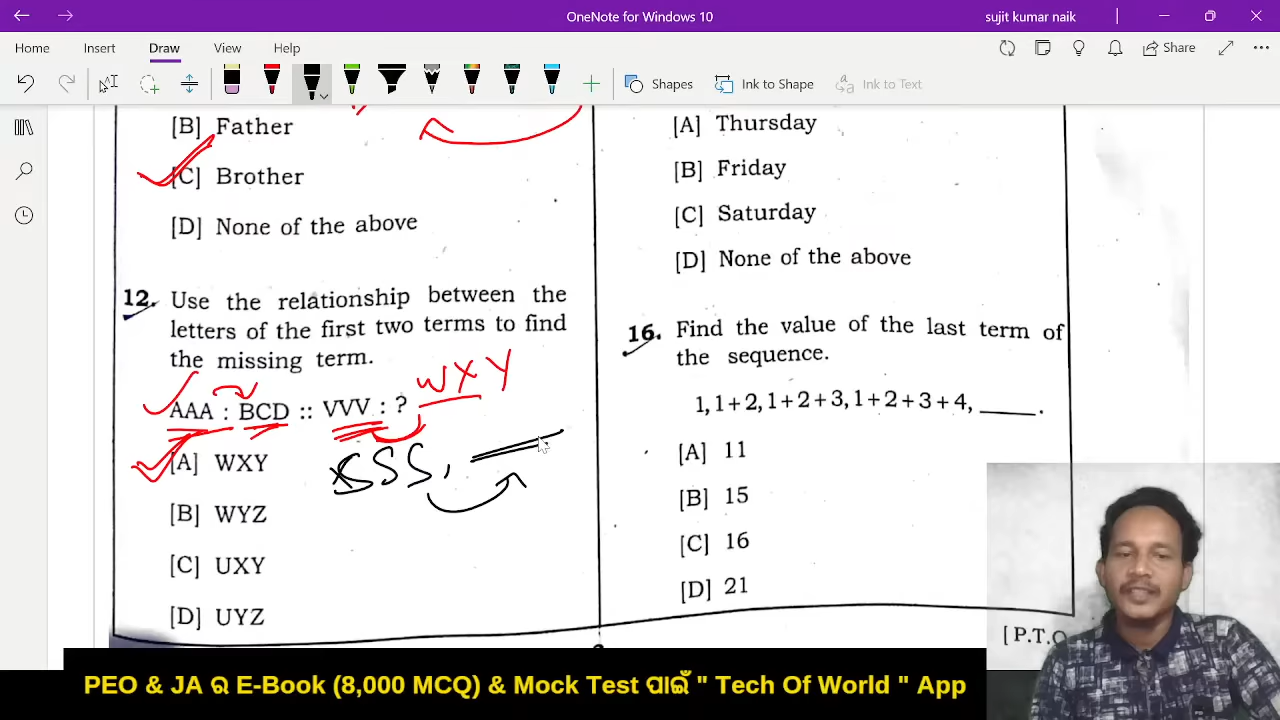 OneNote for Windows 10
sujit kumar naik
Home Insert Draw View Help
Share
Shapes
Ink to Shape
Ink to Text
[B] Father
[C] Brother
[D] None of the above
12. Use the relationship between the
letters of the first two terms to find
the missing term.
WXY
AAA : BCD :: VVV : ?
[A] WXY
SSS,
[B] WYZ
[C] UXY
[D] UYZ
[A] Thursday
[B] Friday
[C] Saturday
[D] None of the above
16. Find the value of the last term of
the sequence.
1, 1+2, 1+2+3, 1+2+3+4, _____.
[A] 11
[B] 15
[C] 16
[D] 21
[ P.T.O
PEO & JA ର E-Book (8,000 MCQ) & Mock Test ପାଇଁ " Tech Of World " App